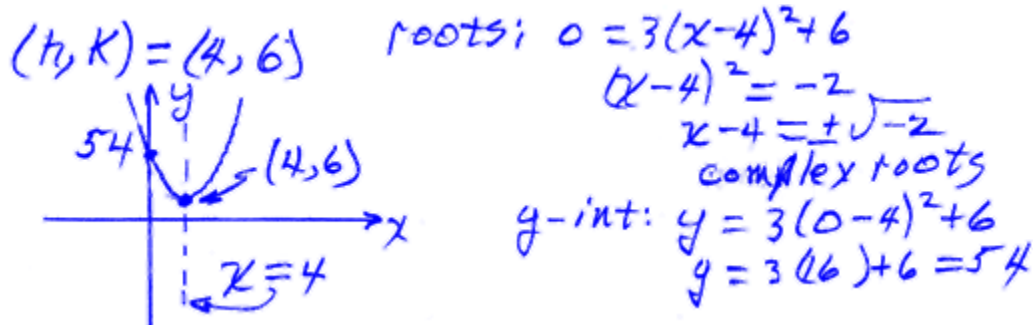 (h, K) = (4, 6)
y
54
(4,6)
x
x = 4
roots: 0 = 3(x-4)²+6
(x-4)² = -2
x-4 = ±√-2
complex roots
y-int: y = 3(0-4)²+6
y = 3(16)+6 = 54